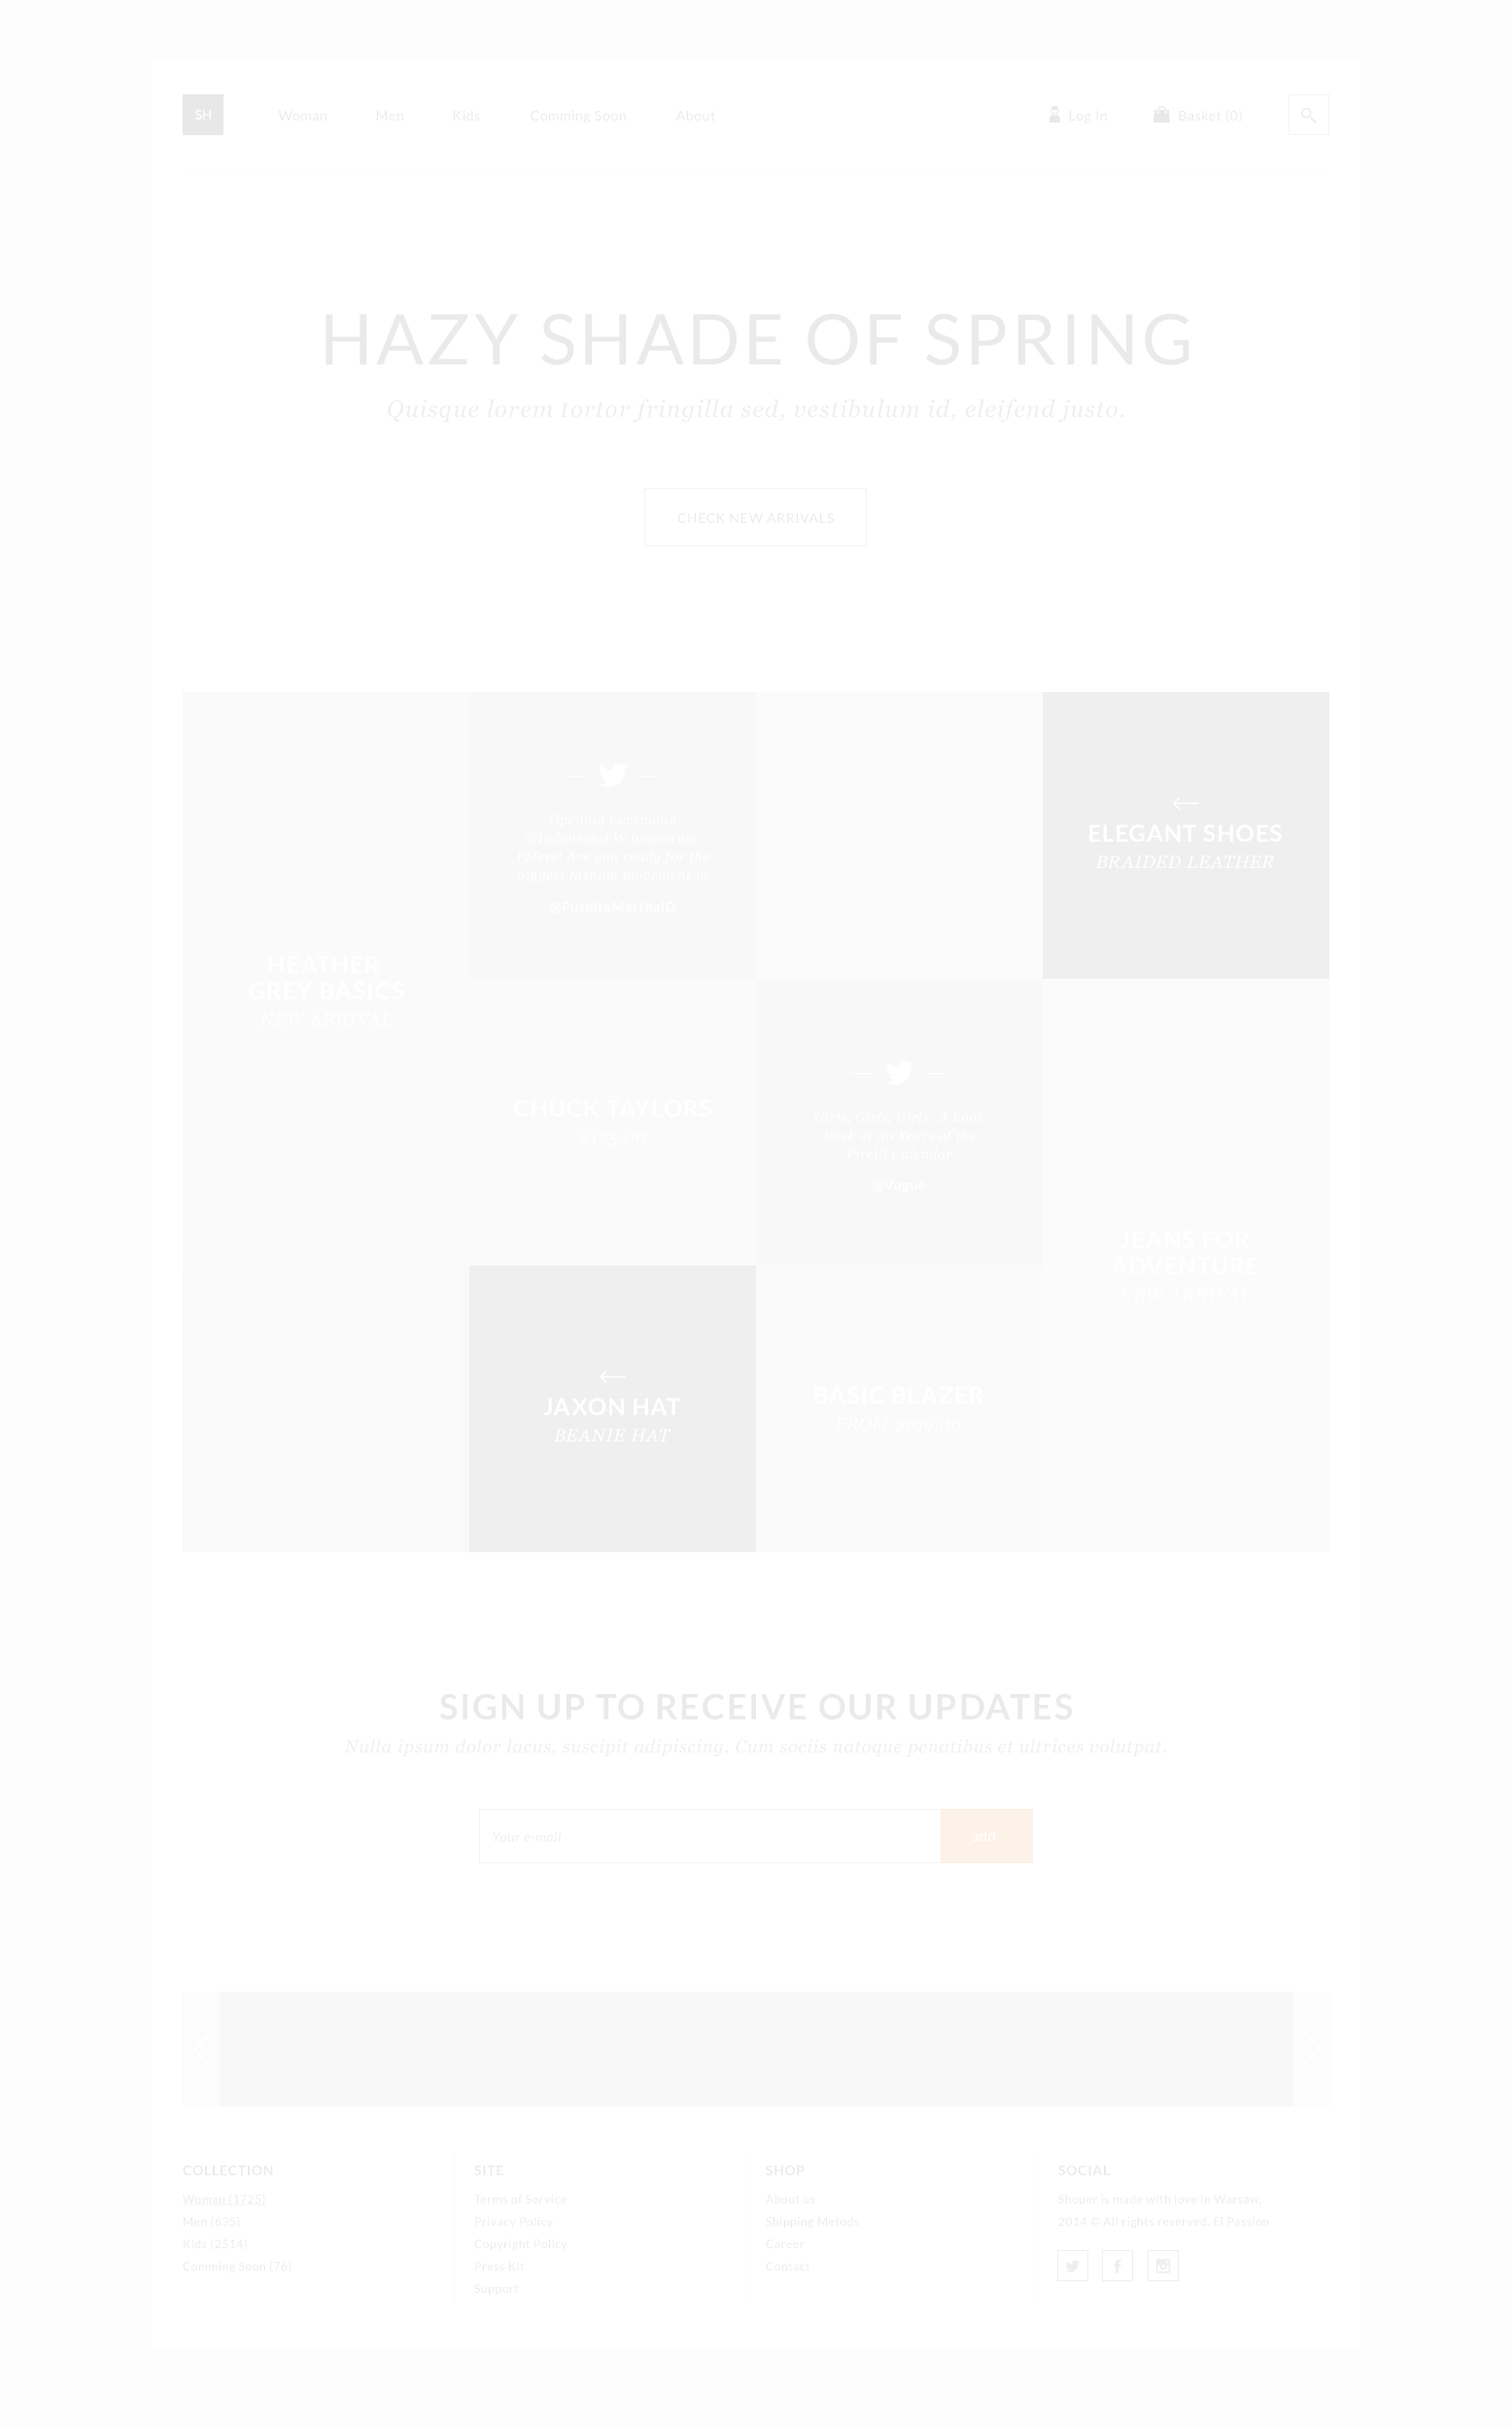 SH
Woman Men Kids Comming Soon About
Log In Basket (0)
HAZY SHADE OF SPRING
Quisque lorem tortor fringilla sed, vestibulum id, eleifend justo.
CHECK NEW ARRIVALS
Opening Ceremony
@IndonesiaFW tomorrow,
FMers! Are you ready for the
biggest fashion movement in
@PuspitaMarthaID
ELEGANT SHOES
BRAIDED LEATHER
HEATHER
GREY BASICS
NEW ARRIVAL
CHUCK TAYLORS
$125.00
Girls, Girls, Girls: A Look
Back at 50 Years of the
Pirelli Calendar
@Vogue
JEANS FOR
ADVENTURE
NEW ARRIVAL
JAXON HAT
BEANIE HAT
BASIC BLAZER
FROM $199.00
SIGN UP TO RECEIVE OUR UPDATES
Nulla ipsum dolor lacus, suscipit adipiscing. Cum sociis natoque penatibus et ultrices volutpat.
Your e-mail
add
COLLECTION
Woman (1725)
Men (635)
Kids (2514)
Comming Soon (76)
SITE
Terms of Service
Privacy Policy
Copyright Policy
Press Kit
Support
SHOP
About us
Shipping Metods
Career
Contact
SOCIAL
Shoper is made with love in Warsaw,
2014 © All rights reserved. El Passion